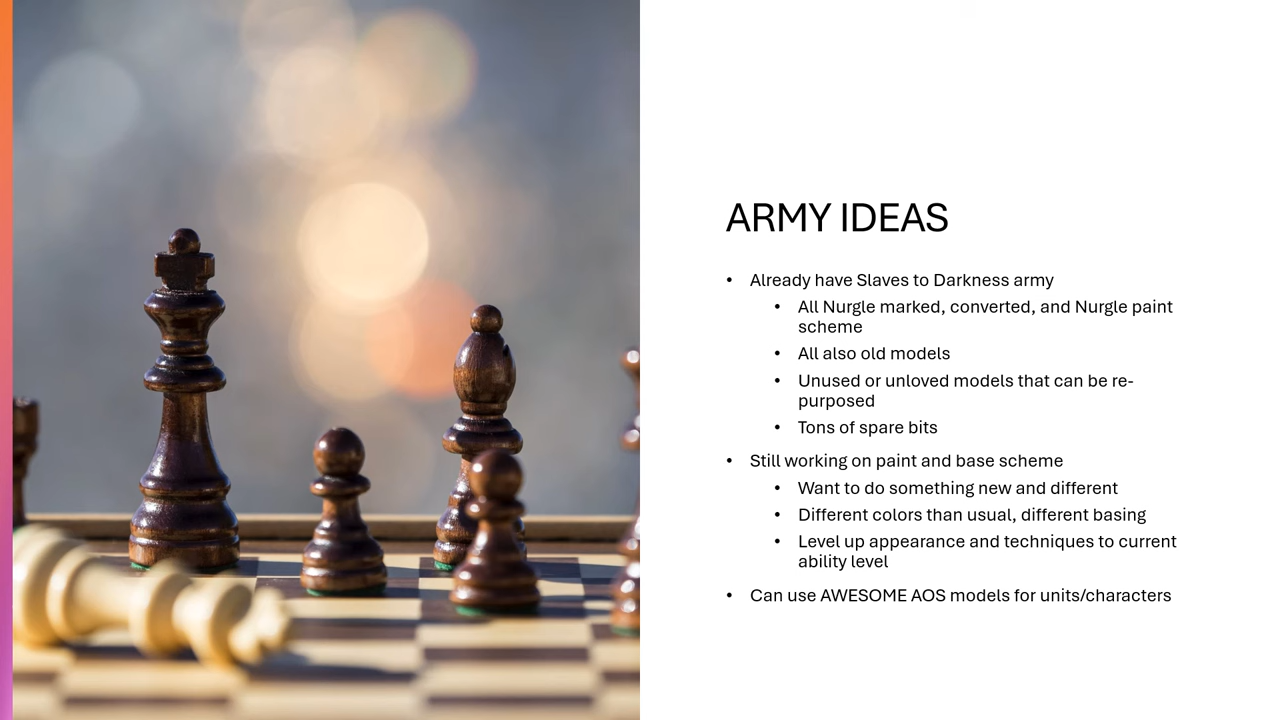 ARMY IDEAS
• Already have Slaves to Darkness army
• All Nurgle marked, converted, and Nurgle paint
scheme
• All also old models
• Unused or unloved models that can be re-
purposed
• Tons of spare bits
• Still working on paint and base scheme
• Want to do something new and different
• Different colors than usual, different basing
• Level up appearance and techniques to current
ability level
• Can use AWESOME AOS models for units/characters